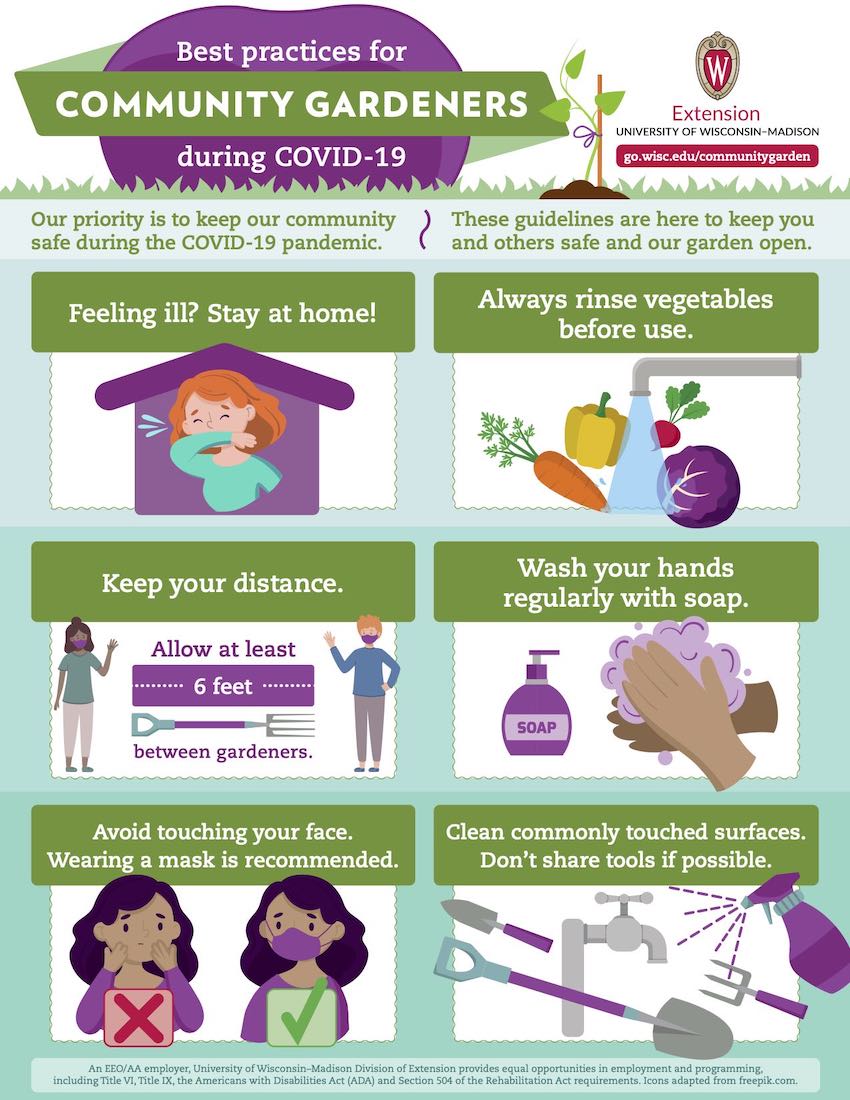 Best practices for
COMMUNITY GARDENERS
during COVID-19
W
Extension
UNIVERSITY OF WISCONSIN–MADISON
go.wisc.edu/communitygarden
Our priority is to keep our community
safe during the COVID-19 pandemic.
These guidelines are here to keep you
and others safe and our garden open.
Feeling ill? Stay at home!
Always rinse vegetables
before use.
Keep your distance.
Allow at least
6 feet
between gardeners.
Wash your hands
regularly with soap.
SOAP
Avoid touching your face.
Wearing a mask is recommended.
Clean commonly touched surfaces.
Don’t share tools if possible.
An EEO/AA employer, University of Wisconsin–Madison Division of Extension provides equal opportunities in employment and programming,
including Title VI, Title IX, the Americans with Disabilities Act (ADA) and Section 504 of the Rehabilitation Act requirements. Icons adapted from freepik.com.